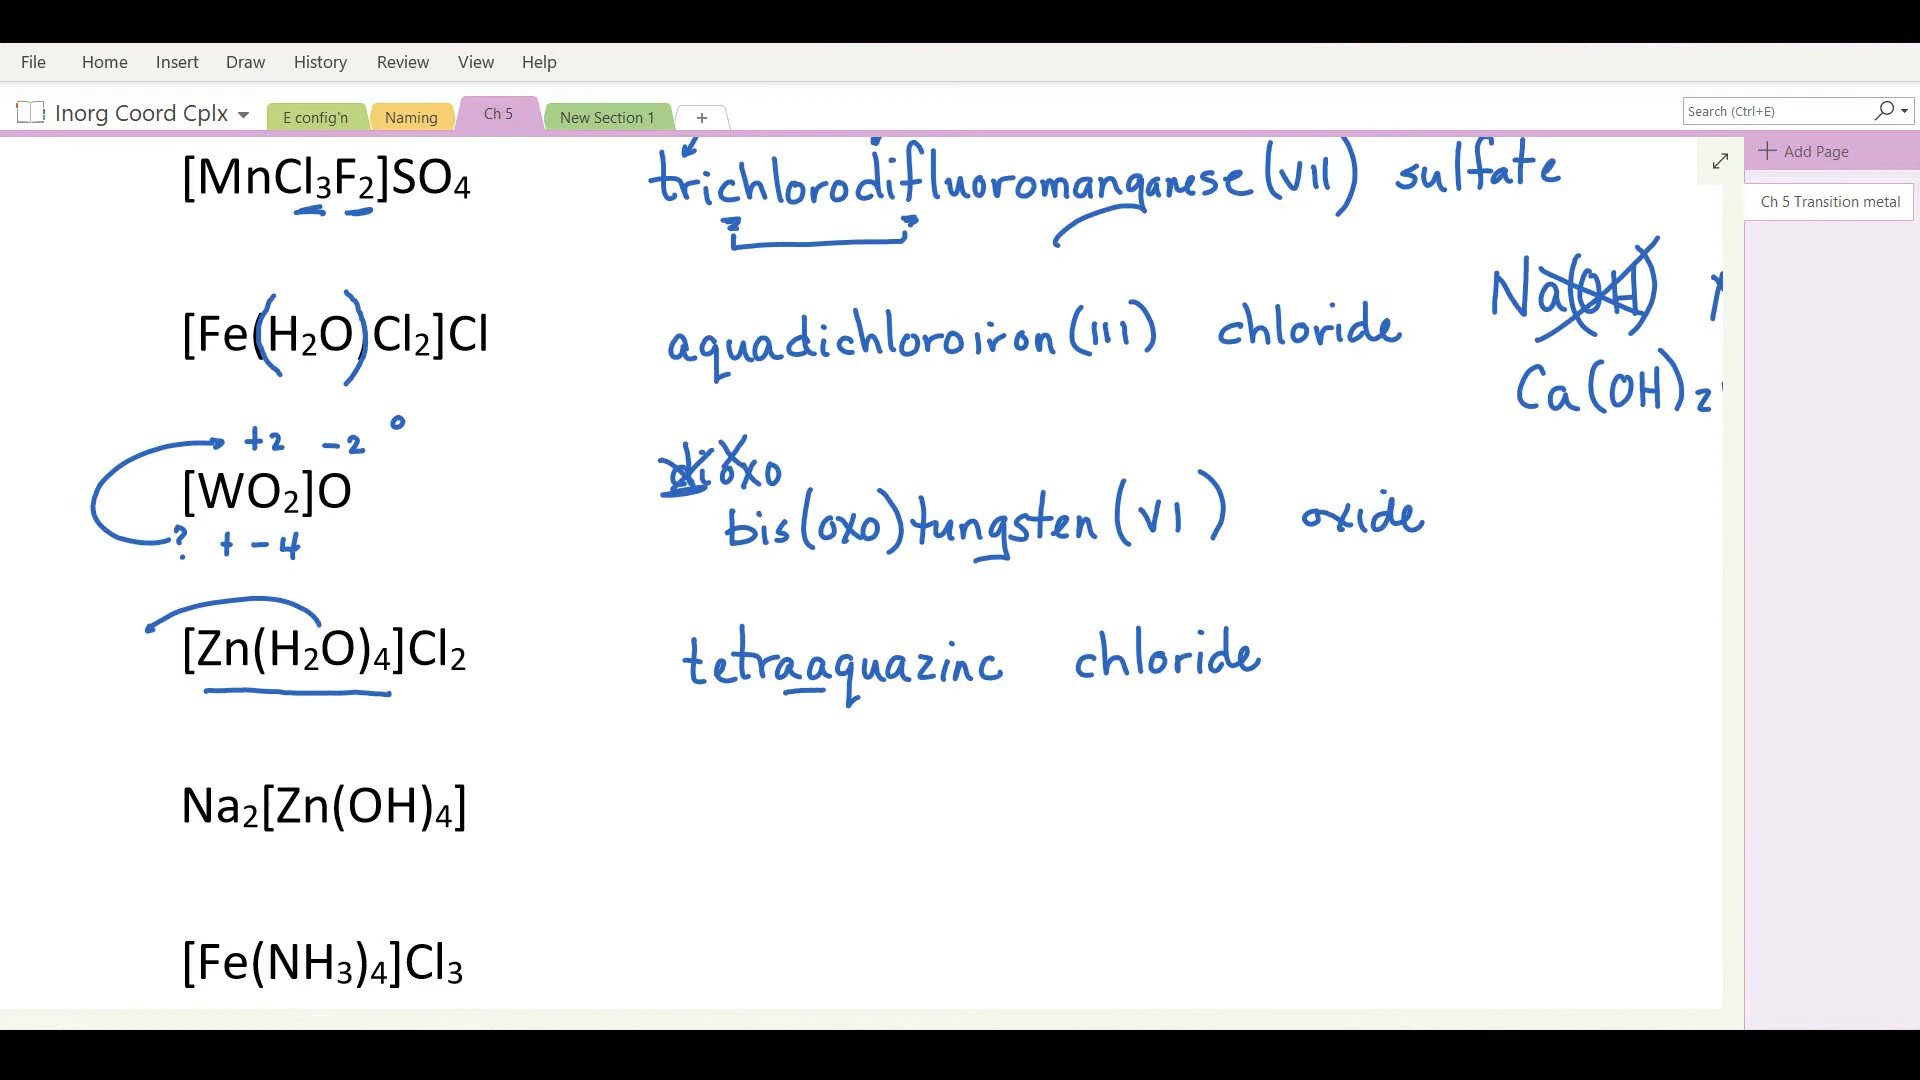 File Home Insert Draw History Review View Help
Inorg Coord Cplx E config'n Naming Ch 5 New Section 1 + Search (Ctrl+E)
+ Add Page
Ch 5 Transition metal
[MnCl₃F₂]SO₄ trichlorodifluoromanganese(VII) sulfate
Na(OH)
[Fe(H₂O)Cl₂]Cl aquadichloroiron(III) chloride
Ca(OH)₂
+2 -2 0
dioxo
[WO₂]O bis(oxo)tungsten(VI) oxide
? + -4
[Zn(H₂O)₄]Cl₂ tetraaquazinc chloride
Na₂[Zn(OH)₄]
[Fe(NH₃)₄]Cl₃